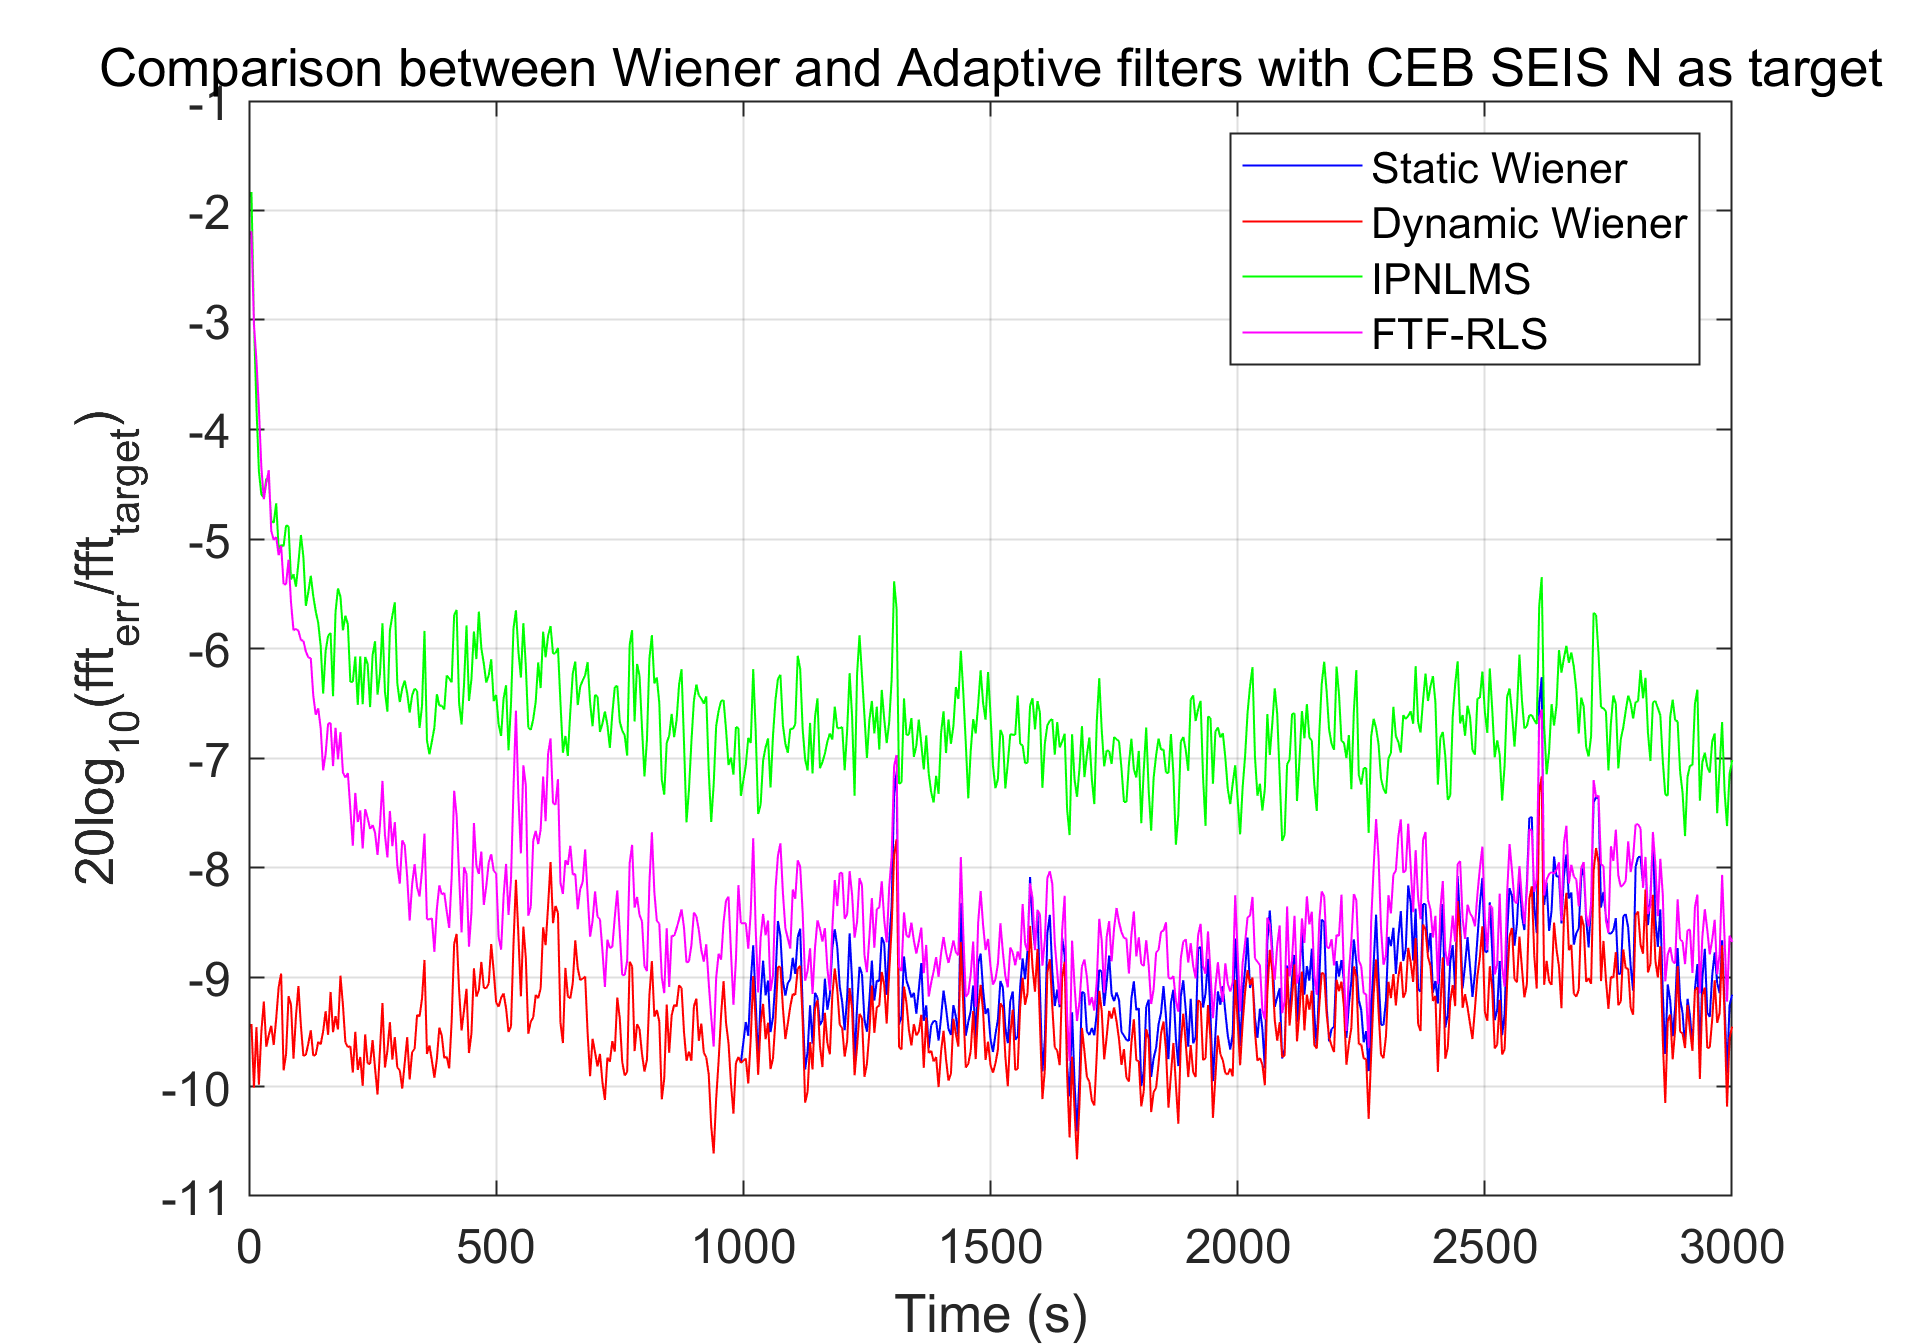 Comparison between Wiener and Adaptive filters with CEB SEIS N as target
-1
-2
-3
-4
-5
-6
-7
-8
-9
-10
-11
20log10(ffterr/ffttarget)
Static Wiener
Dynamic Wiener
IPNLMS
FTF-RLS
0 500 1000 1500 2000 2500 3000
Time (s)